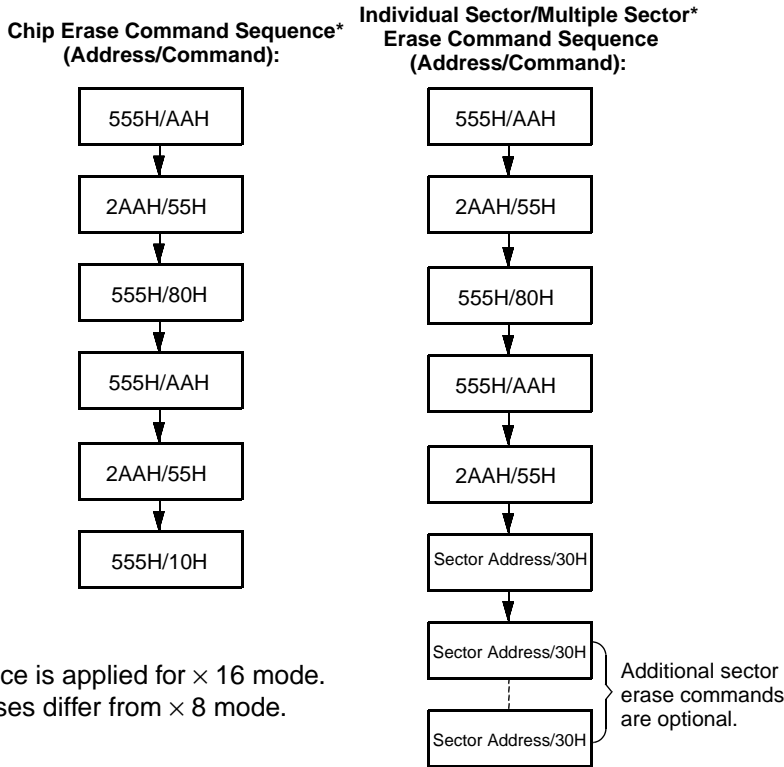 Chip Erase Command Sequence*
(Address/Command):
555H/AAH
2AAH/55H
555H/80H
555H/AAH
2AAH/55H
555H/10H
Individual Sector/Multiple Sector*
Erase Command Sequence
(Address/Command):
555H/AAH
2AAH/55H
555H/80H
555H/AAH
2AAH/55H
Sector Address/30H
Sector Address/30H
Sector Address/30H
Additional sector
erase commands
are optional.
is applied for × 16 mode.
differ from × 8 mode.